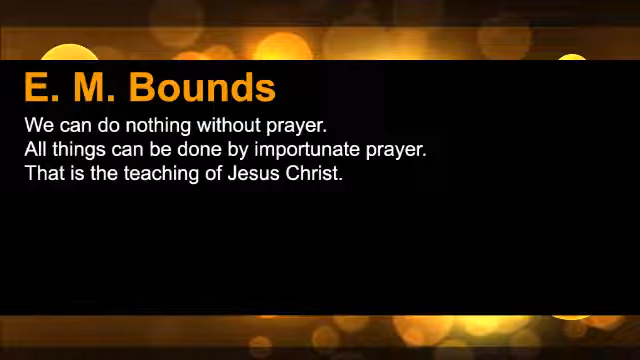 E. M. Bounds
We can do nothing without prayer.
All things can be done by importunate prayer.
That is the teaching of Jesus Christ.